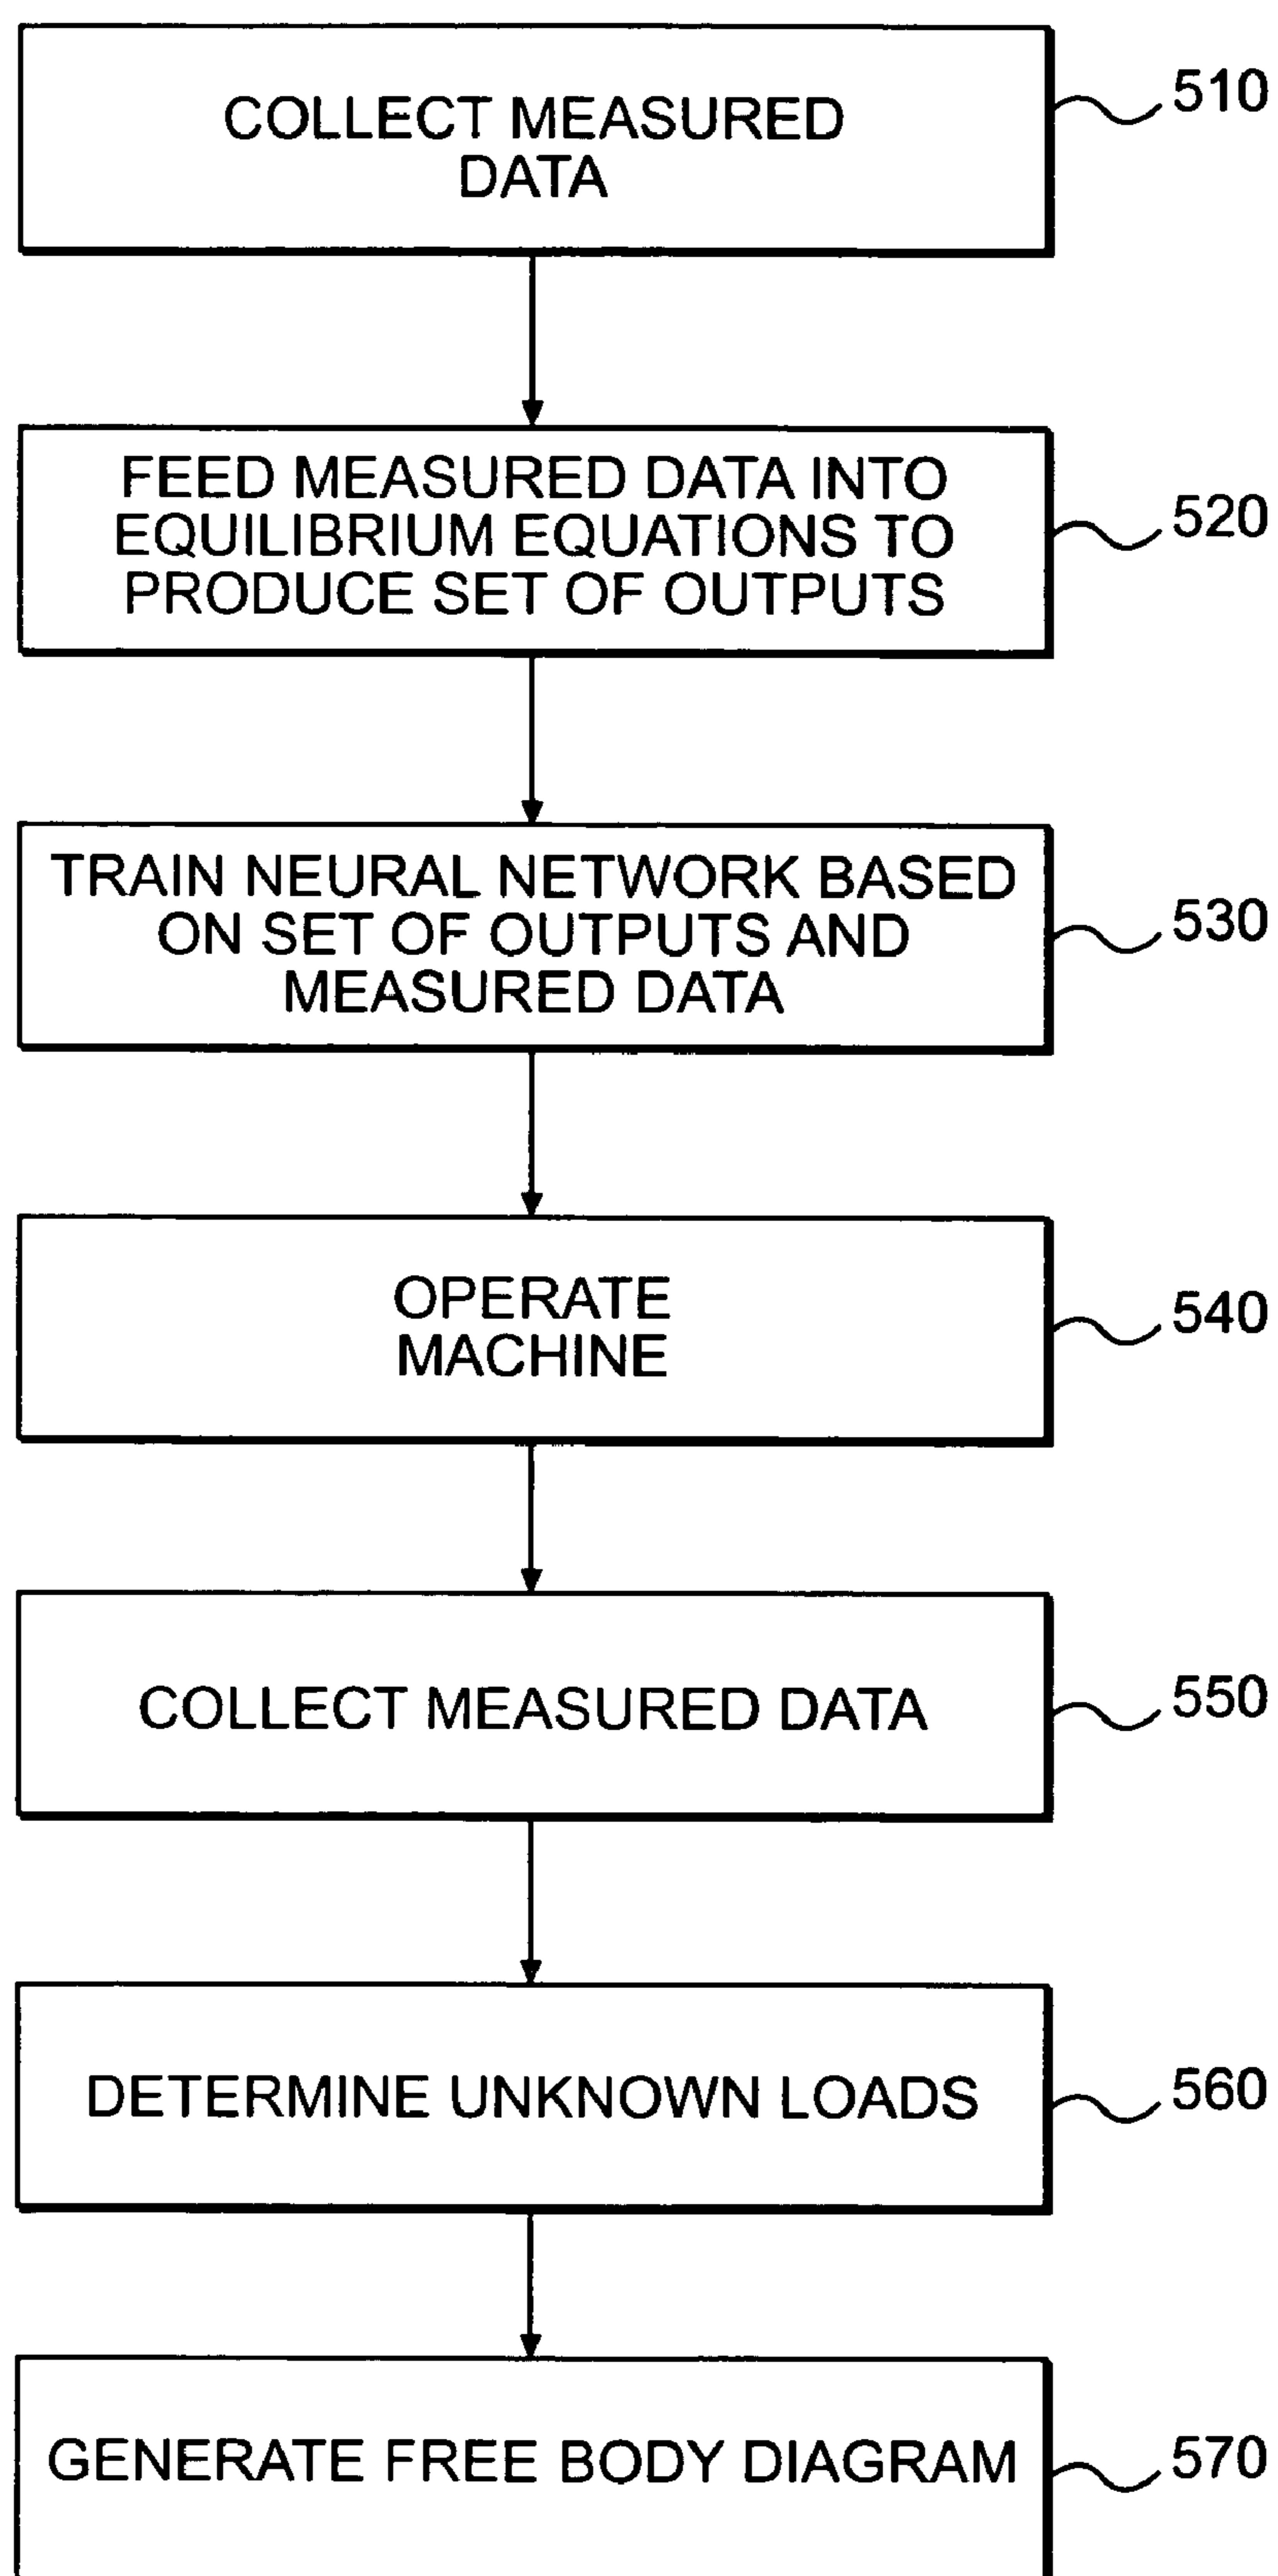 COLLECT MEASURED
DATA
510
FEED MEASURED DATA INTO
EQUILIBRIUM EQUATIONS TO
PRODUCE SET OF OUTPUTS
520
TRAIN NEURAL NETWORK BASED
ON SET OF OUTPUTS AND
MEASURED DATA
530
OPERATE
MACHINE
540
COLLECT MEASURED DATA
550
DETERMINE UNKNOWN LOADS
560
GENERATE FREE BODY DIAGRAM
570